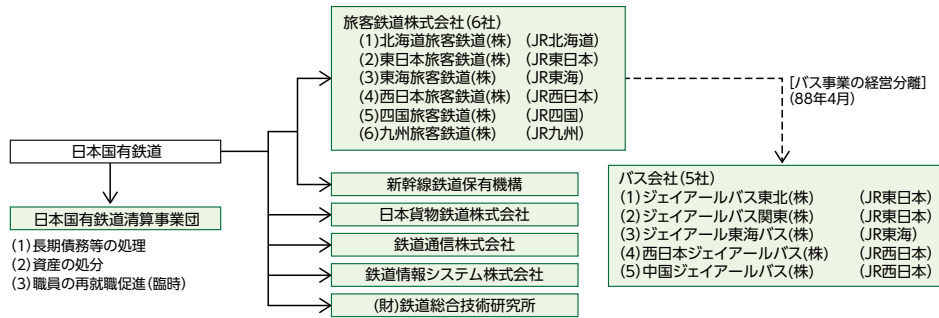 旅客鉄道株式会社(6社)
(1)北海道旅客鉄道(株) (JR北海道)
(2)東日本旅客鉄道(株) (JR東日本)
(3)東海旅客鉄道(株) (JR東海)
(4)西日本旅客鉄道(株) (JR西日本)
(5)四国旅客鉄道(株) (JR四国)
(6)九州旅客鉄道(株) (JR九州)
[バス事業の経営分離]
(88年4月)
日本国有鉄道
日本国有鉄道清算事業団
(1)長期債務等の処理
(2)資産の処分
(3)職員の再就職促進(臨時)
新幹線鉄道保有機構
日本貨物鉄道株式会社
鉄道通信株式会社
鉄道情報システム株式会社
(財)鉄道総合技術研究所
バス会社(5社)
(1)ジェイアールバス東北(株) (JR東日本)
(2)ジェイアールバス関東(株) (JR東日本)
(3)ジェイアール東海バス(株) (JR東海)
(4)西日本ジェイアールバス(株) (JR西日本)
(5)中国ジェイアールバス(株) (JR西日本)